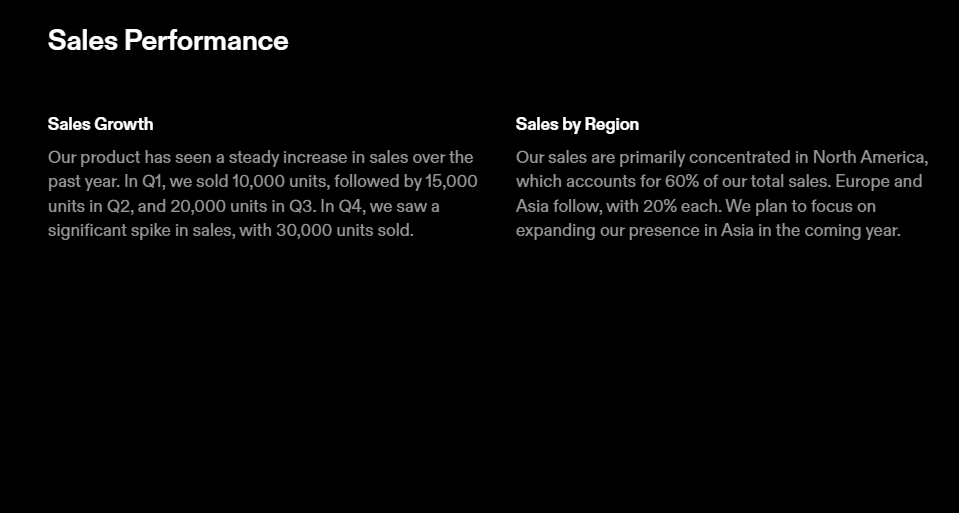 Sales Performance
Sales Growth
Our product has seen a steady increase in sales over the
past year. In Q1, we sold 10,000 units, followed by 15,000
units in Q2, and 20,000 units in Q3. In Q4, we saw a
significant spike in sales, with 30,000 units sold.
Sales by Region
Our sales are primarily concentrated in North America,
which accounts for 60% of our total sales. Europe and
Asia follow, with 20% each. We plan to focus on
expanding our presence in Asia in the coming year.